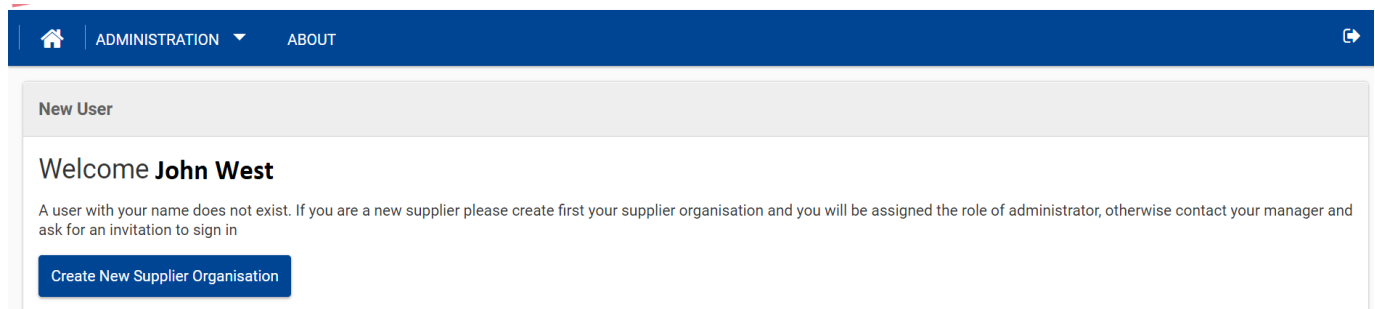 ADMINISTRATION ABOUT
New User
Welcome John West
A user with your name does not exist. If you are a new supplier please create first your supplier organisation and you will be assigned the role of administrator, otherwise contact your manager and
ask for an invitation to sign in
Create New Supplier Organisation